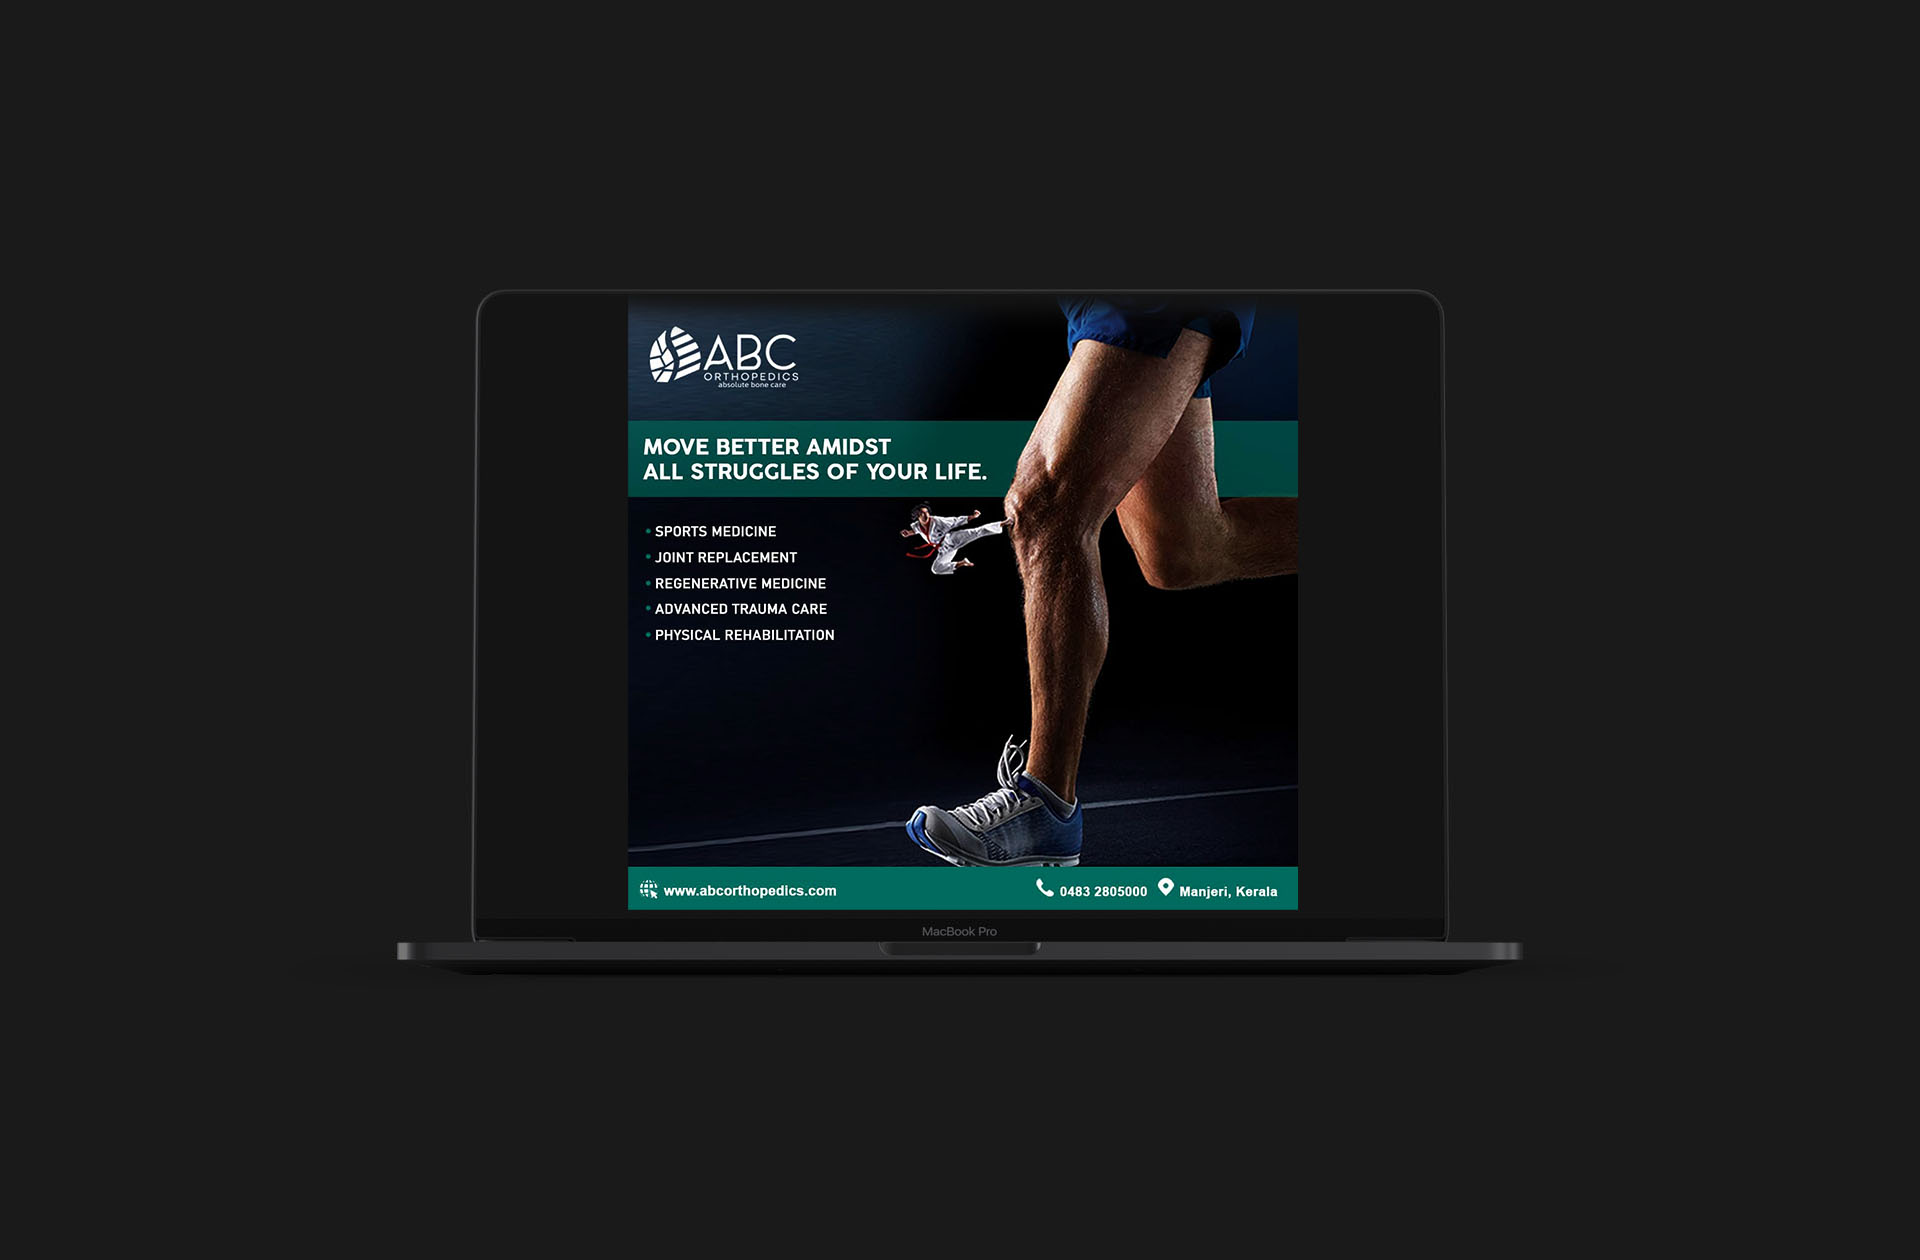 ABC
ORTHOPEDICS
absolute bone care
MOVE BETTER AMIDST
ALL STRUGGLES OF YOUR LIFE.
• SPORTS MEDICINE
• JOINT REPLACEMENT
• REGENERATIVE MEDICINE
• ADVANCED TRAUMA CARE
• PHYSICAL REHABILITATION
www.abcorthopedics.com 0483 2805000 Manjeri, Kerala
MacBook Pro